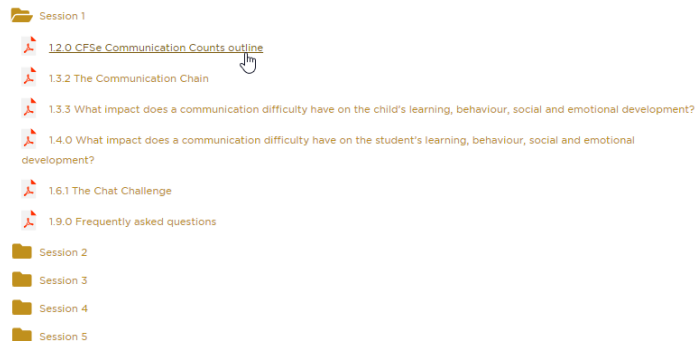 Session 1
1.2.0 CFSe Communication Counts outline
1.3.2 The Communication Chain
1.3.3 What impact does a communication difficulty have on the child's learning, behaviour, social and emotional development?
1.4.0 What impact does a communication difficulty have on the student's learning, behaviour, social and emotional
development?
1.6.1 The Chat Challenge
1.9.0 Frequently asked questions
Session 2
Session 3
Session 4
Session 5